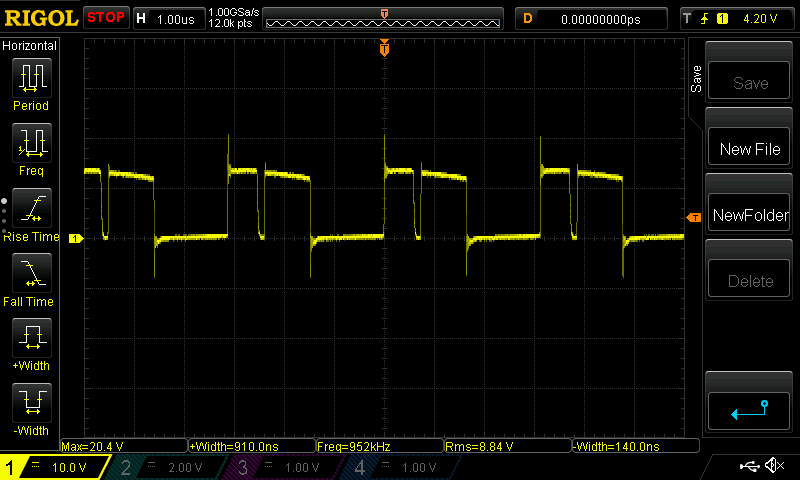 RIGOL STOP H 1.00us 1.00GSa/s
12.0k pts T D 0.00000000ps T 1 4.20 V
Horizontal
Period
Freq
Rise Time
Fall Time
+Width
-Width
T
1
T
Save
Save
New File
NewFolder
Delete
Max=20.4 V +Width=910.0ns Freq=952kHz Rms=8.84 V -Width=140.0ns
1 10.0 V 2 2.00 V 3 1.00 V 4 1.00 V